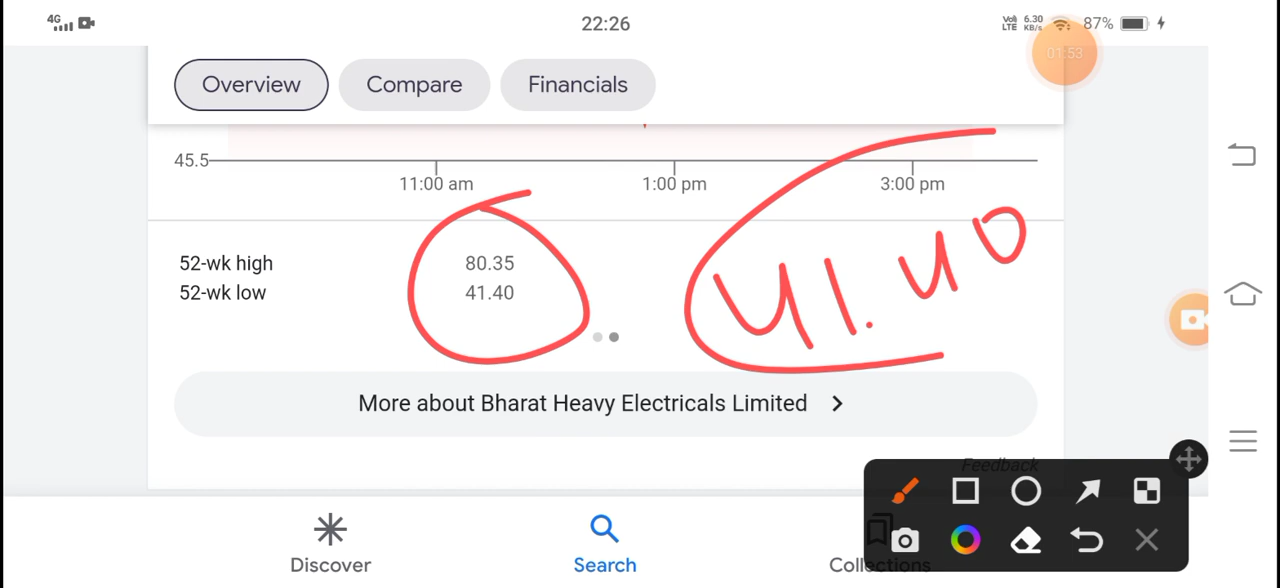 4G 22:26 Voi) LTE 6.30 KB/s 87%
01:53
Overview Compare Financials
45.5
11:00 am 1:00 pm 3:00 pm
52-wk high 80.35
52-wk low 41.40
41.40
More about Bharat Heavy Electricals Limited
Feedback
Discover Search Collections